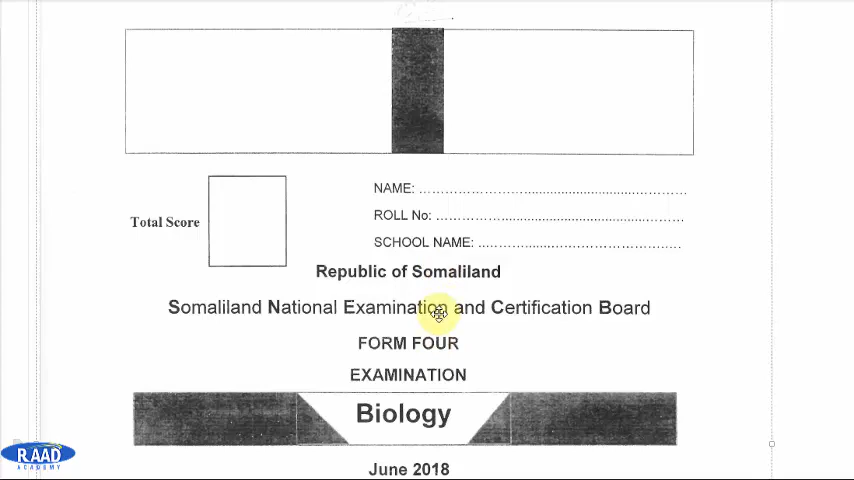 NAME: ........................................................................
ROLL No: ...................................................................
SCHOOL NAME: .......................................................
Total Score
Republic of Somaliland
Somaliland National Examination and Certification Board
FORM FOUR
EXAMINATION
Biology
June 2018
RAAD
ACADEMY